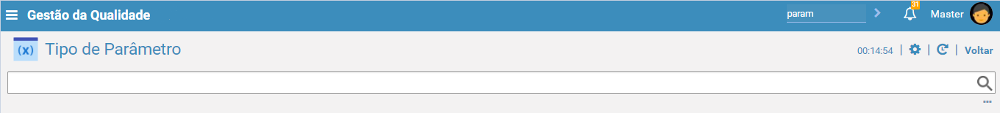 Gestão da Qualidade param 31 Master
(x) Tipo de Parâmetro 00:14:54 | | | Voltar
...